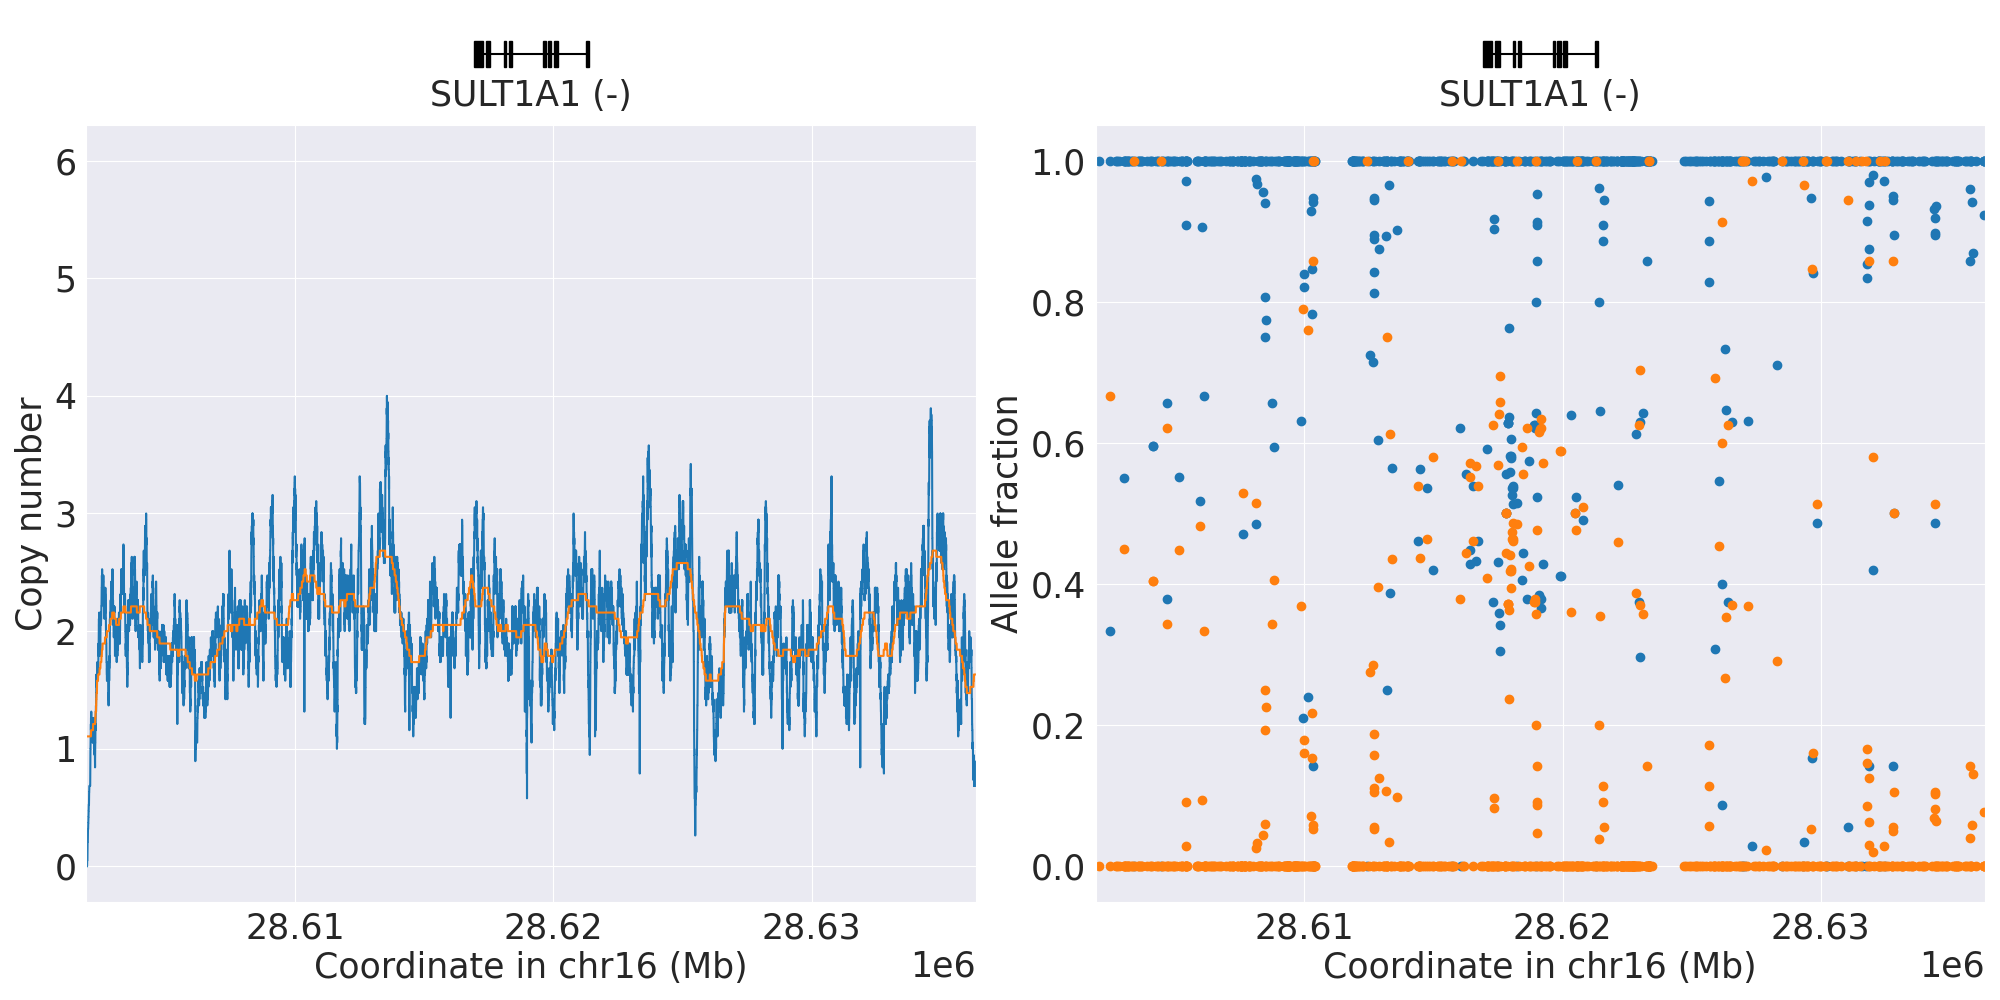 SULT1A1 (-)
6
5
4
3
2
1
0
Copy number
28.61
28.62
28.63
Coordinate in chr16 (Mb)
1e6
SULT1A1 (-)
1.0
0.8
0.6
0.4
0.2
0.0
Allele fraction
28.61
28.62
28.63
Coordinate in chr16 (Mb)
1e6